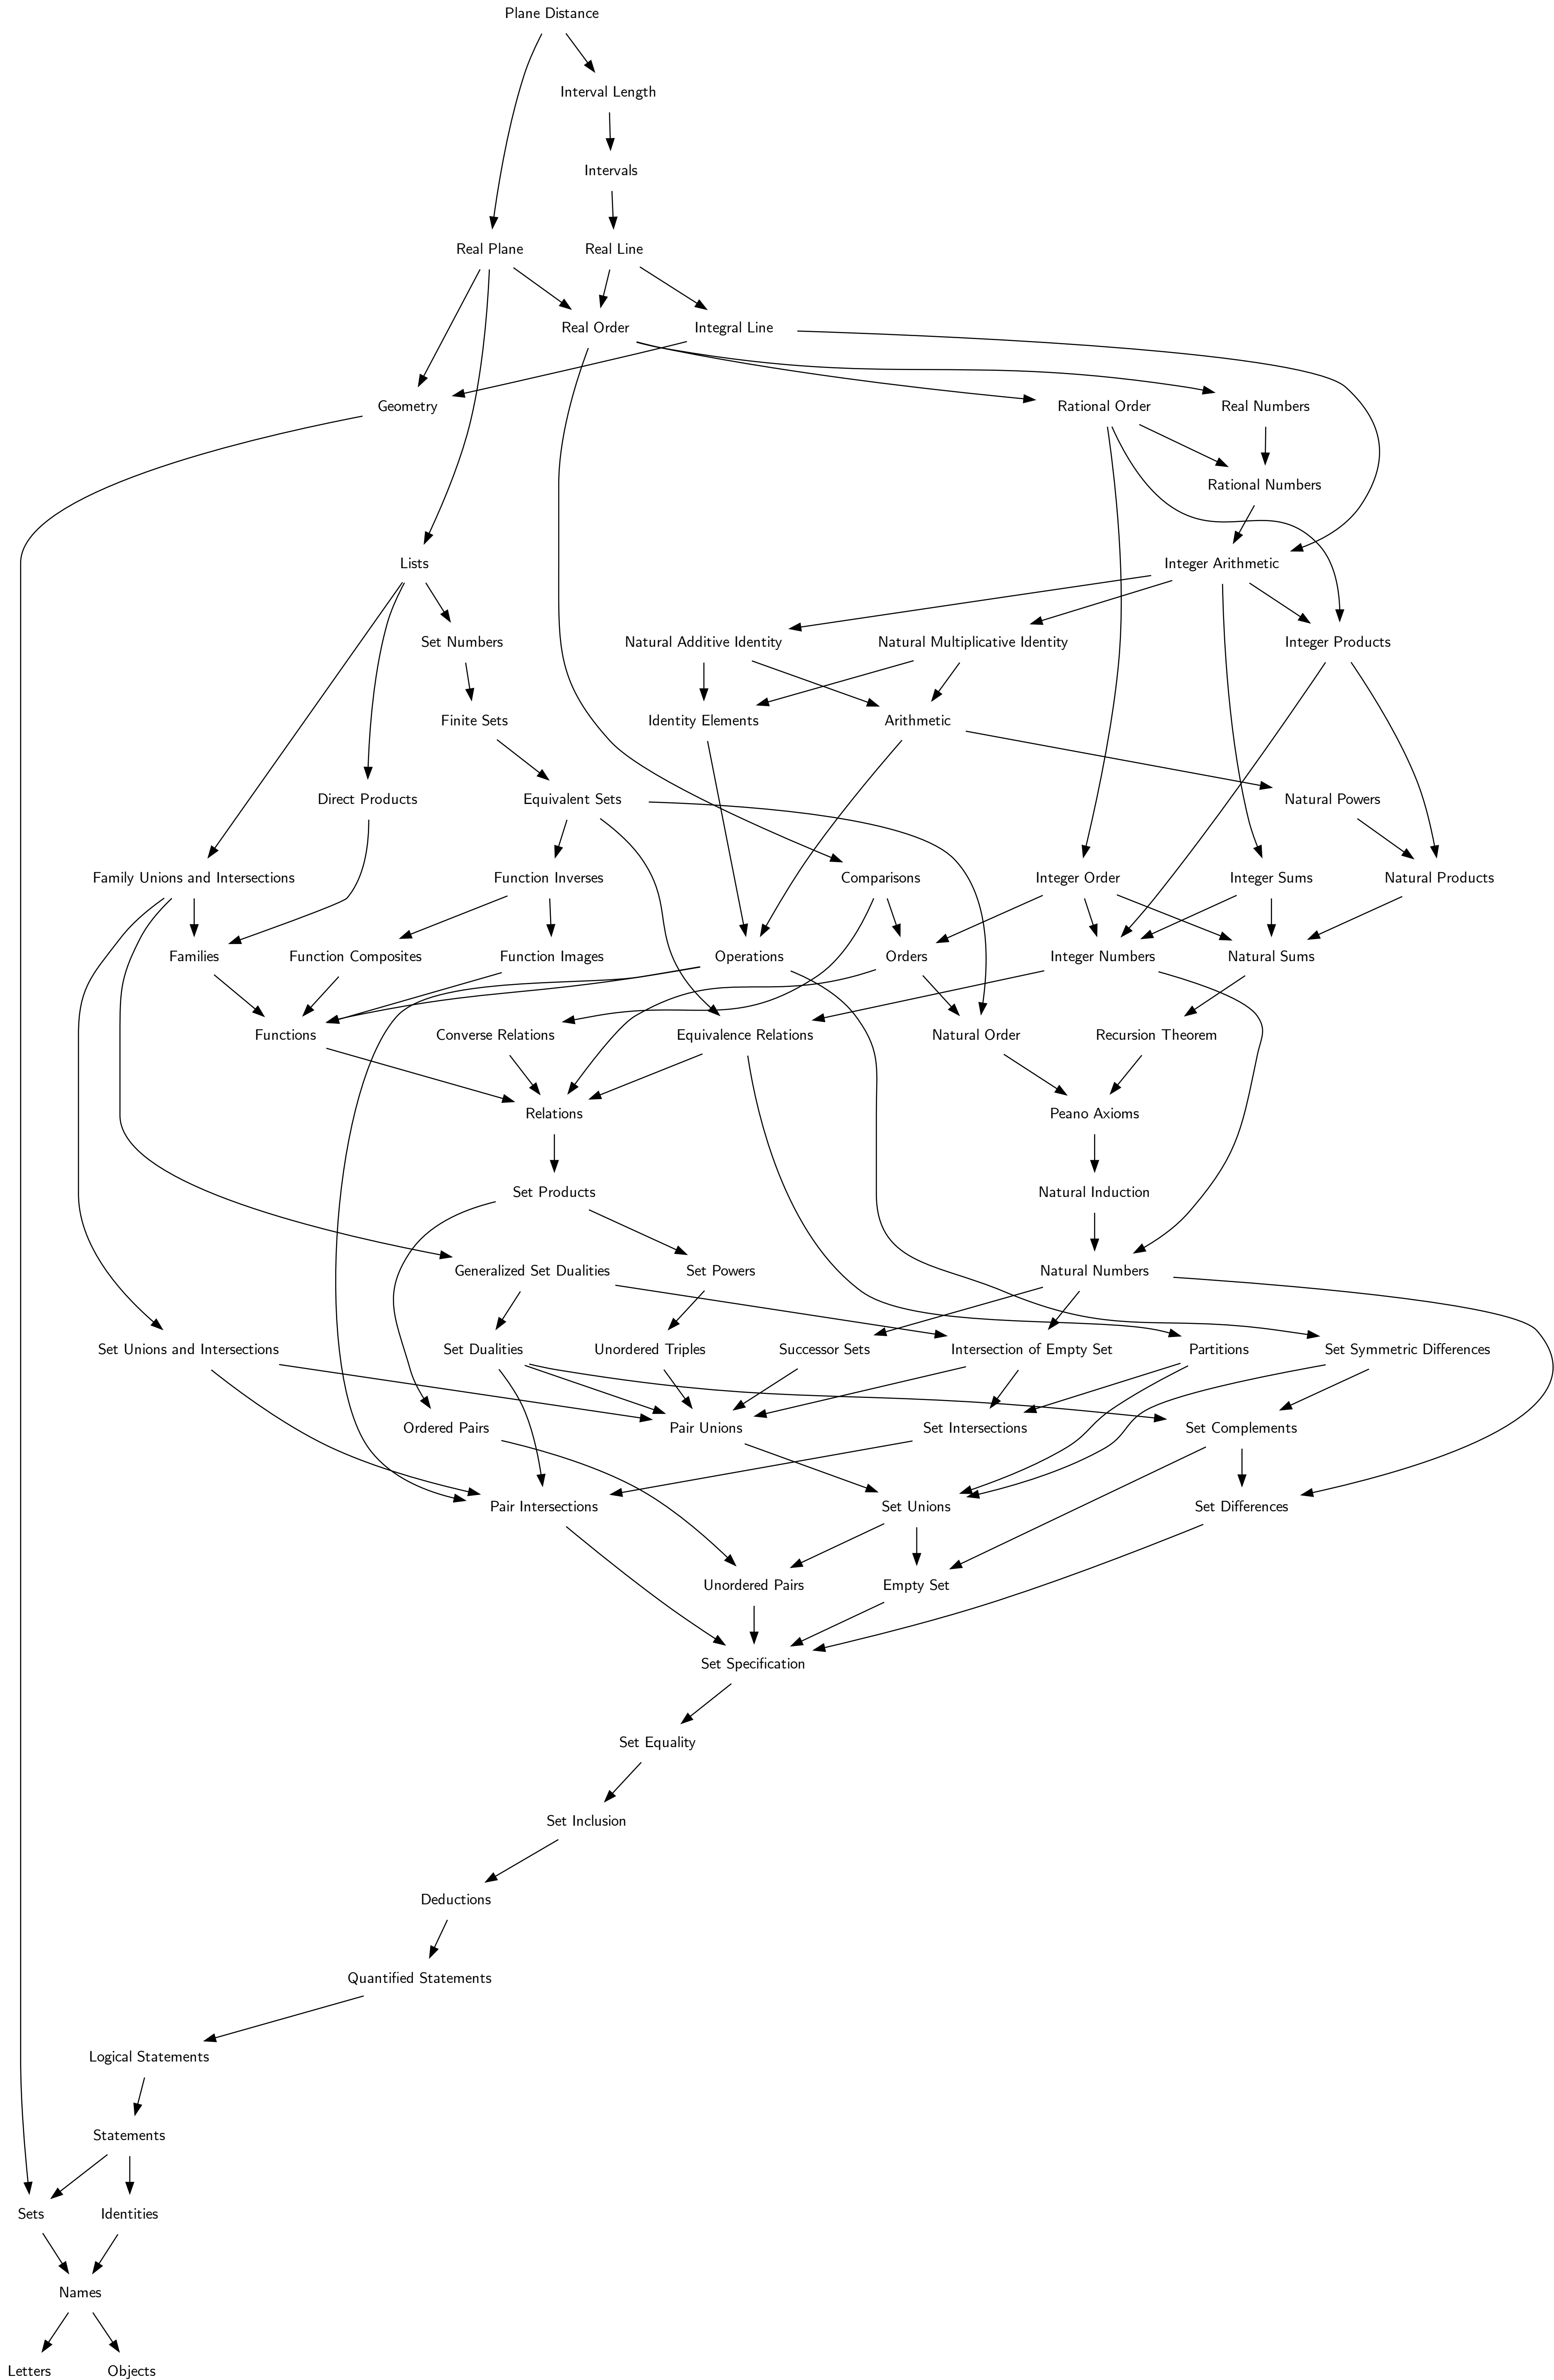 Plane Distance
Interval Length
Intervals
Real Plane
Real Line
Real Order
Integral Line
Geometry
Rational Order
Real Numbers
Rational Numbers
Lists
Integer Arithmetic
Set Numbers
Natural Additive Identity
Natural Multiplicative Identity
Integer Products
Finite Sets
Identity Elements
Arithmetic
Direct Products
Equivalent Sets
Natural Powers
Family Unions and Intersections
Function Inverses
Comparisons
Integer Order
Integer Sums
Natural Products
Families
Function Composites
Function Images
Operations
Orders
Integer Numbers
Natural Sums
Functions
Converse Relations
Equivalence Relations
Natural Order
Recursion Theorem
Relations
Peano Axioms
Set Products
Natural Induction
Generalized Set Dualities
Set Powers
Natural Numbers
Set Unions and Intersections
Set Dualities
Unordered Triples
Successor Sets
Intersection of Empty Set
Partitions
Set Symmetric Differences
Ordered Pairs
Pair Unions
Set Intersections
Set Complements
Pair Intersections
Set Unions
Set Differences
Unordered Pairs
Empty Set
Set Specification
Set Equality
Set Inclusion
Deductions
Quantified Statements
Logical Statements
Statements
Sets
Identities
Names
Letters
Objects